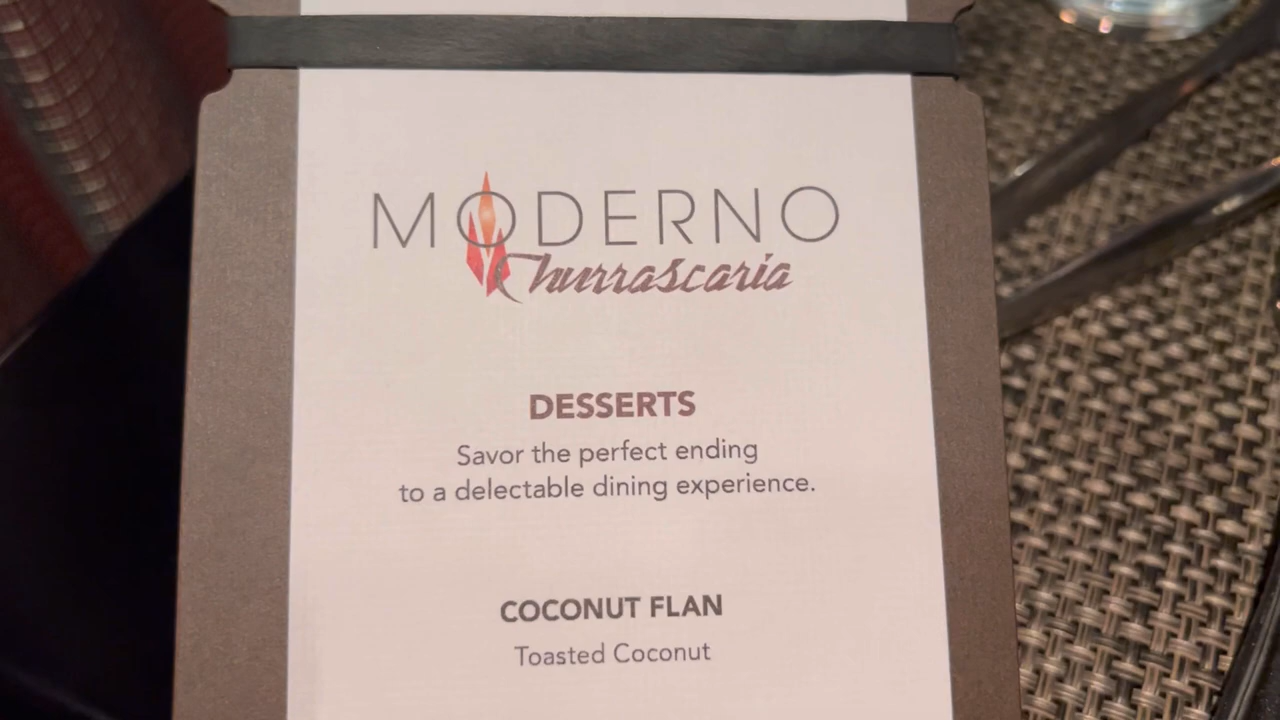 MODERNO
Churrascaria
DESSERTS
Savor the perfect ending
to a delectable dining experience.
COCONUT FLAN
Toasted Coconut